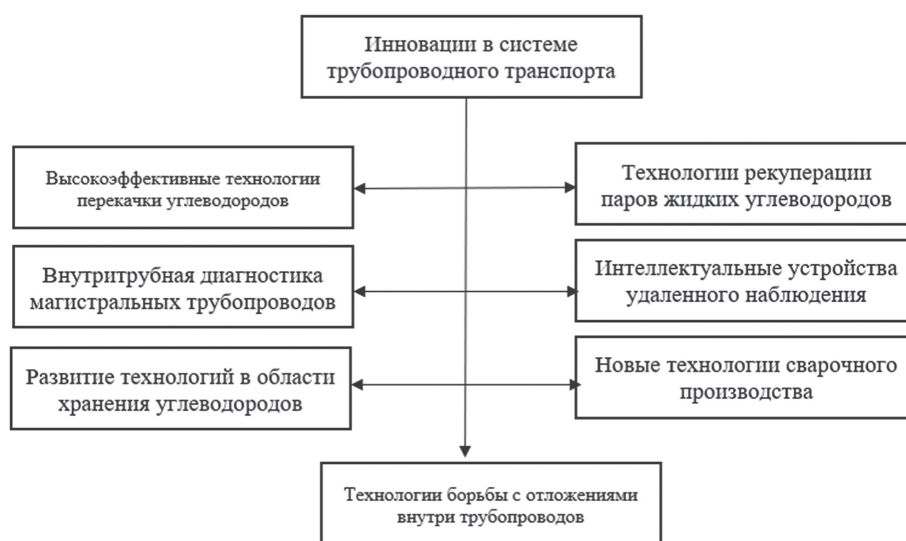 Инновации в системе
трубопроводного транспорта
Высокоэффективные технологии
перекачки углеводородов
Технологии рекуперации
паров жидких углеводородов
Внутритрубная диагностика
магистральных трубопроводов
Интеллектуальные устройства
удаленного наблюдения
Развитие технологий в области
хранения углеводородов
Новые технологии сварочного
производства
Технологии борьбы с отложениями
внутри трубопроводов